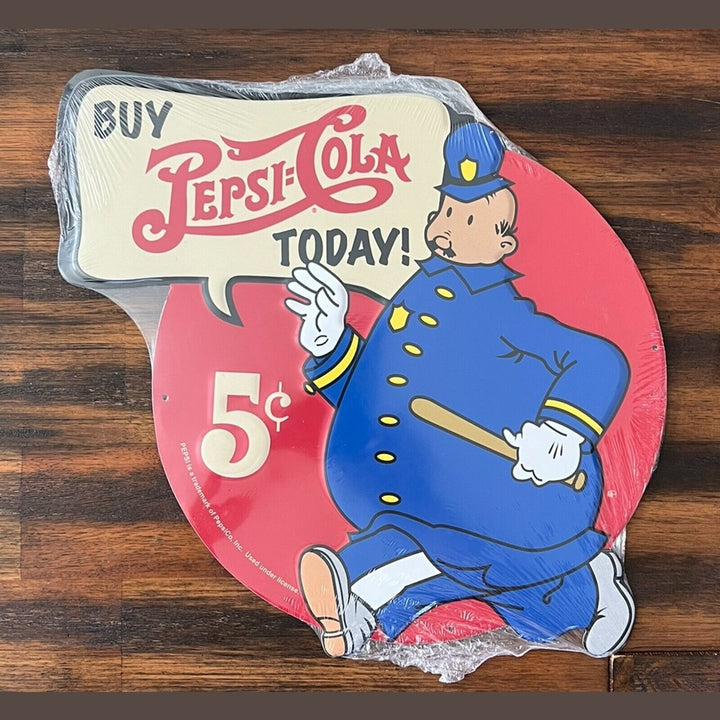 BUY
PEPSI=COLA
®
TODAY!
5¢
PEPSI is a trademark of PepsiCo, Inc. Used under license.